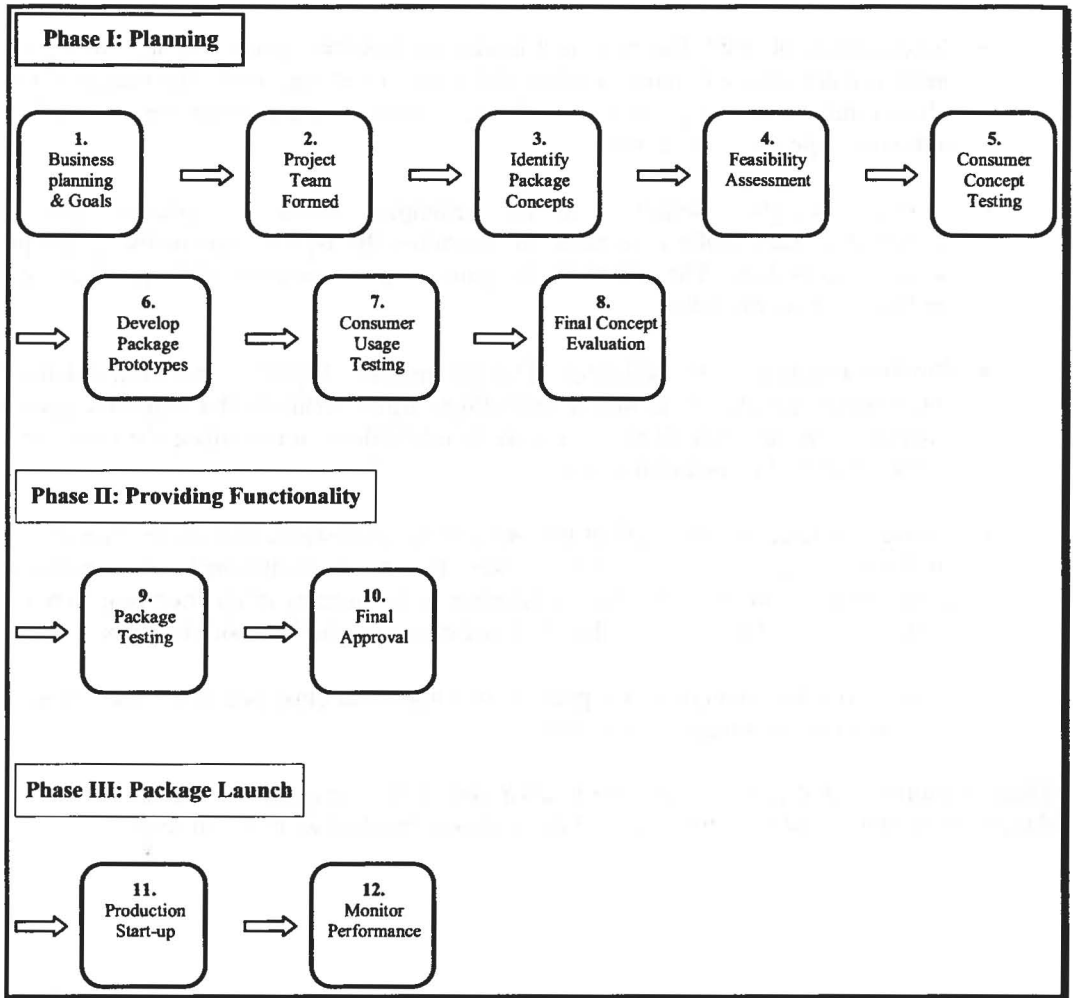 Phase I: Planning
1.
Business
planning
& Goals
2.
Project
Team
Formed
3.
Identify
Package
Concepts
4.
Feasibility
Assessment
5.
Consumer
Concept
Testing
6.
Develop
Package
Prototypes
7.
Consumer
Usage
Testing
8.
Final Concept
Evaluation
Phase II: Providing Functionality
9.
Package
Testing
10.
Final
Approval
Phase III: Package Launch
11.
Production
Start-up
12.
Monitor
Performance